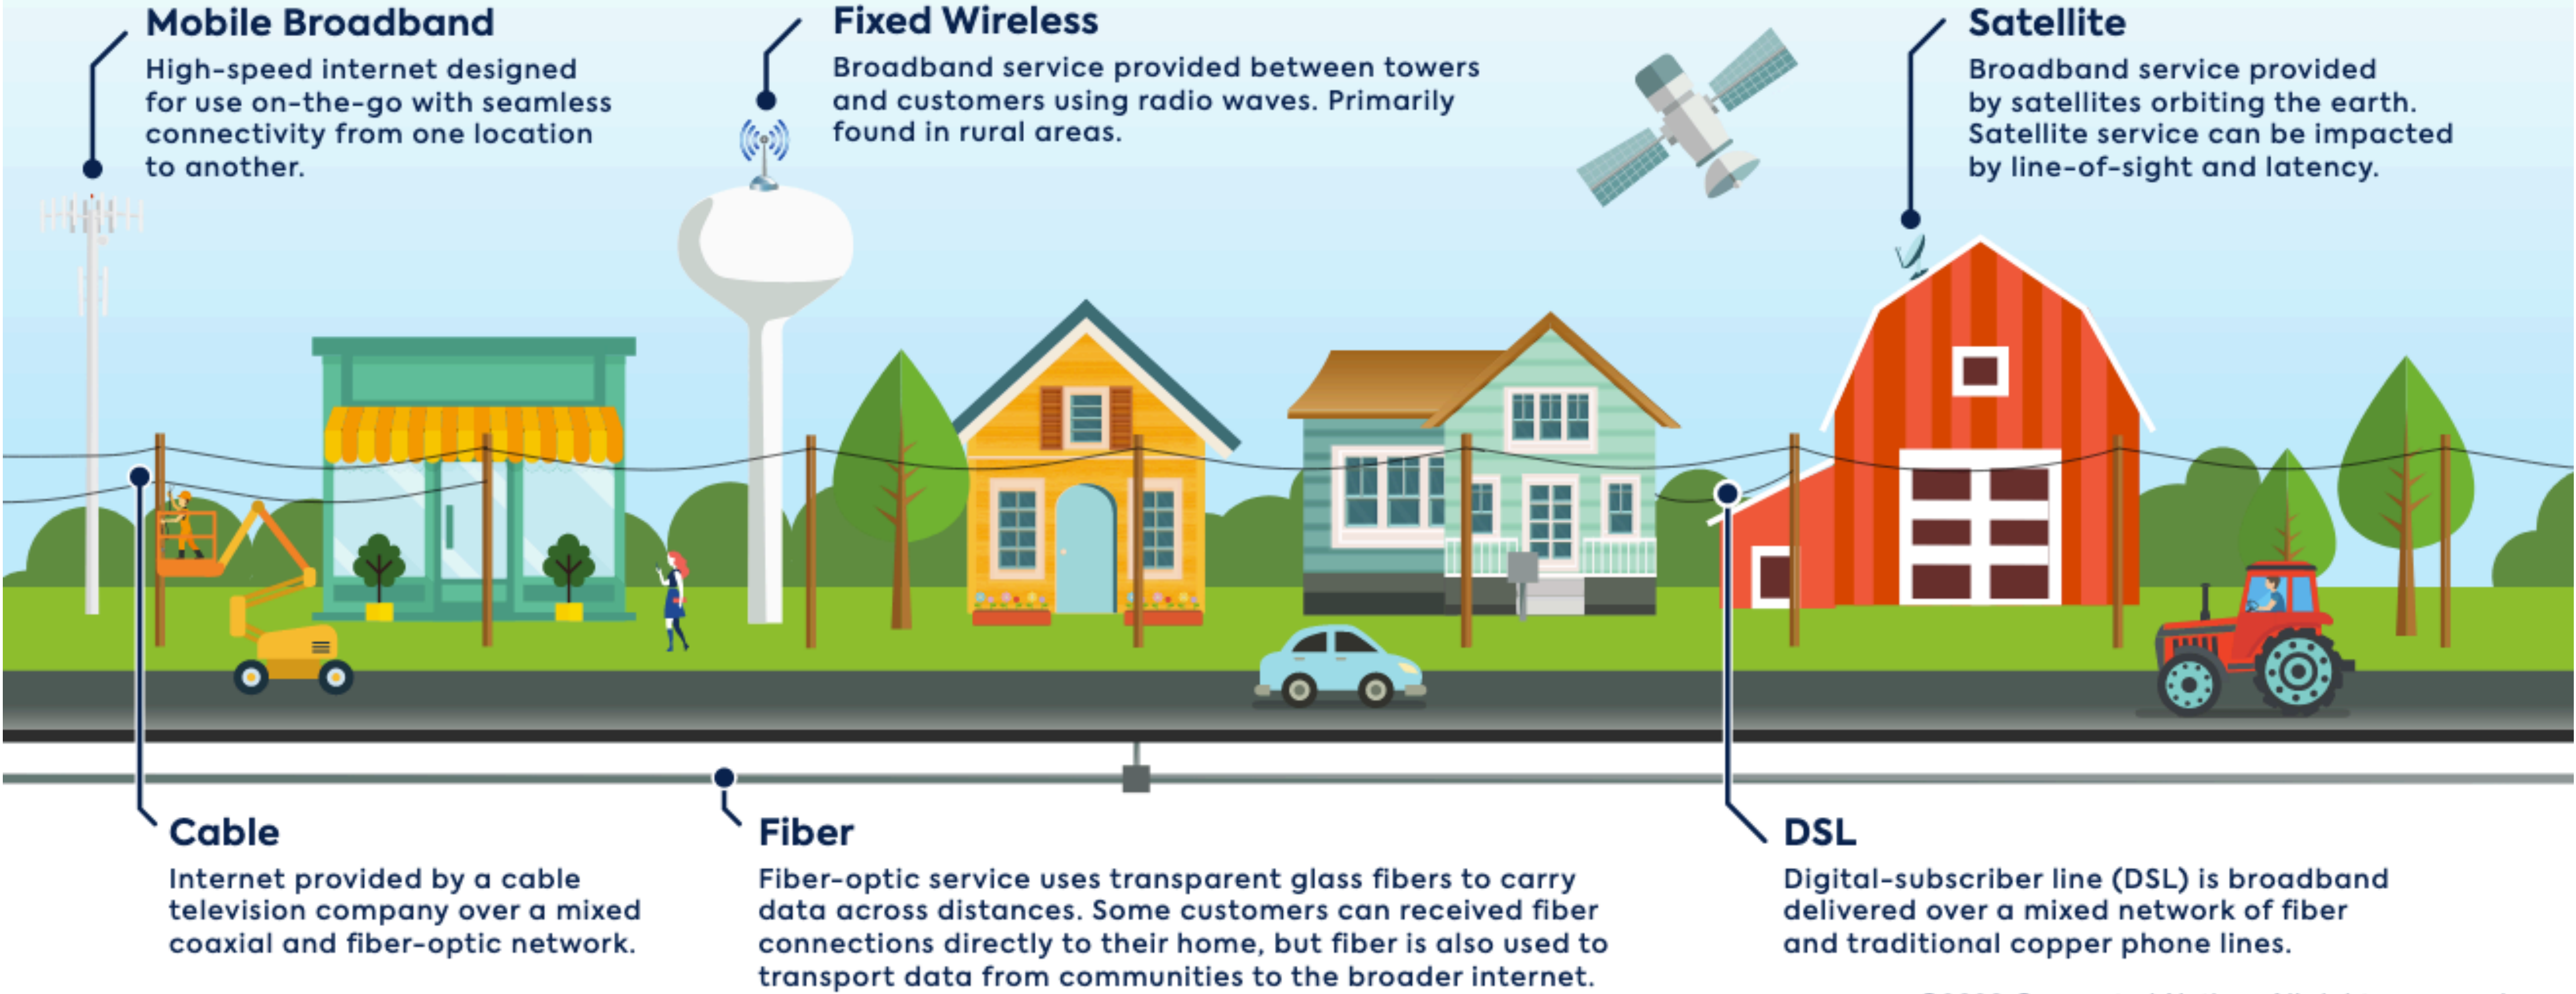 Mobile Broadband
High-speed internet designed
for use on-the-go with seamless
connectivity from one location
to another.
Fixed Wireless
Broadband service provided between towers
and customers using radio waves. Primarily
found in rural areas.
Satellite
Broadband service provided
by satellites orbiting the earth.
Satellite service can be impacted
by line-of-sight and latency.
Cable
Internet provided by a cable
television company over a mixed
coaxial and fiber-optic network.
Fiber
Fiber-optic service uses transparent glass fibers to carry
data across distances. Some customers can received fiber
connections directly to their home, but fiber is also used to
transport data from communities to the broader internet.
DSL
Digital-subscriber line (DSL) is broadband
delivered over a mixed network of fiber
and traditional copper phone lines.